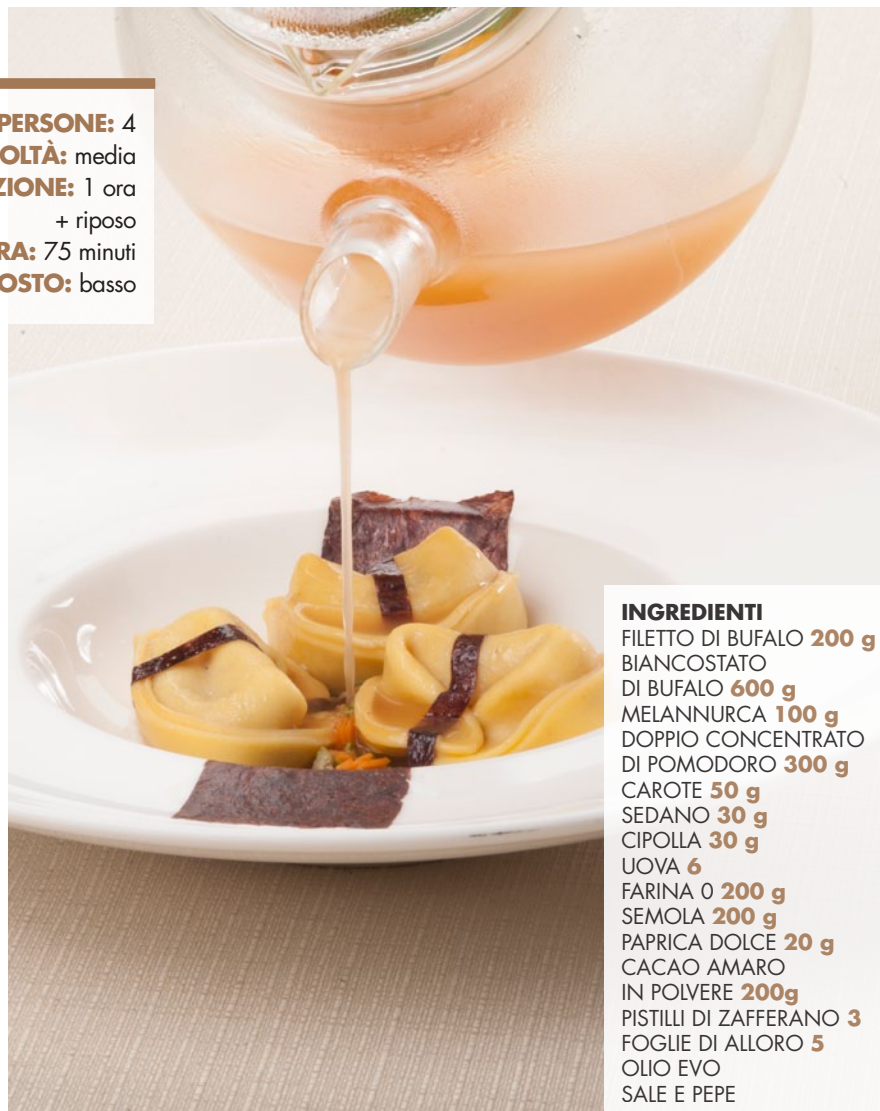 PERSONE: 4
OLTÀ: media
ZIONE: 1 ora
+ riposo
RA: 75 minuti
OSTO: basso
INGREDIENTI
FILETTO DI BUFALO 200 g
BIANCOSTATO
DI BUFALO 600 g
MELANNURCA 100 g
DOPPIO CONCENTRATO
DI POMODORO 300 g
CAROTE 50 g
SEDANO 30 g
CIPOLLA 30 g
UOVA 6
FARINA 0 200 g
SEMOLA 200 g
PAPRICA DOLCE 20 g
CACAO AMARO
IN POLVERE 200g
PISTILLI DI ZAFFERANO 3
FOGLIE DI ALLORO 5
OLIO EVO
SALE E PEPE